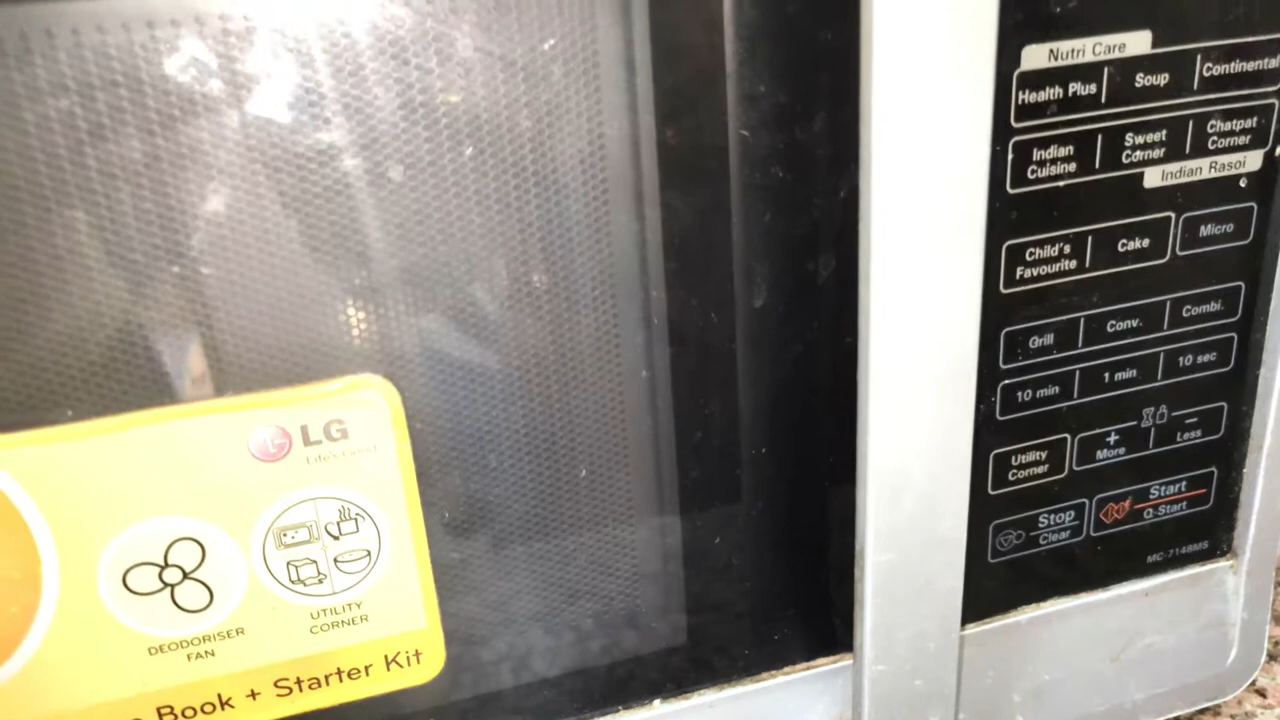 LG
Life's Good
DEODORISER
FAN
UTILITY
CORNER
Book + Starter Kit
Nutri Care
Health Plus
Soup
Continental
Indian
Cuisine
Sweet
Corner
Chatpat
Corner
Indian Rasoi
Child's
Favourite
Cake
Micro
Grill
Conv.
Combi.
10 min
1 min
10 sec
Utility
Corner
+
More
−
Less
Stop
Clear
Start
Q-Start
MC-7148MS